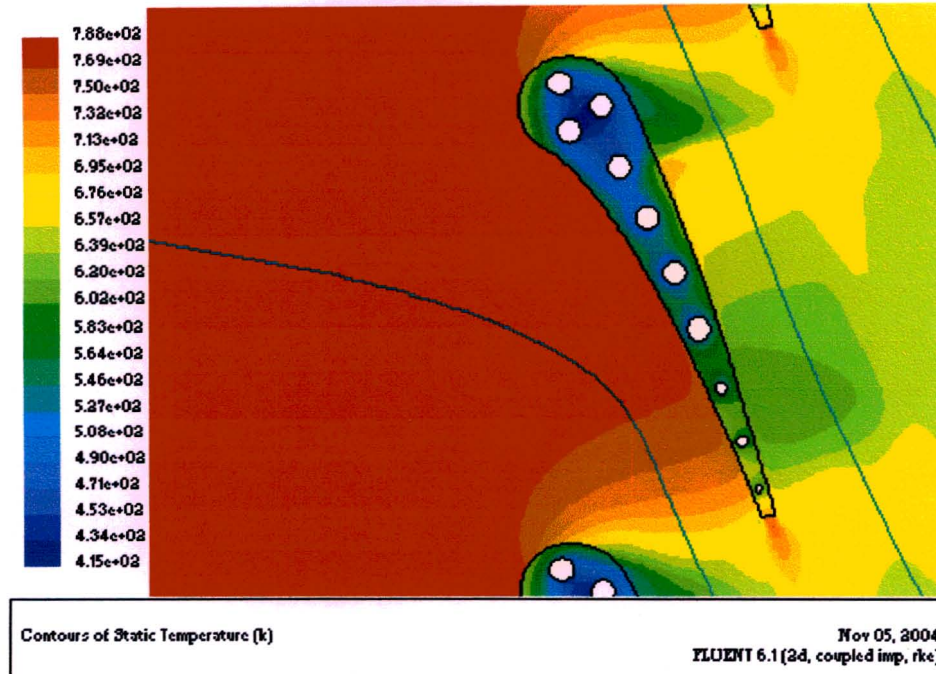 7.88e+02
7.69e+02
7.50e+02
7.32e+02
7.13e+02
6.95e+02
6.76e+02
6.57e+02
6.39e+02
6.20e+02
6.02e+02
5.83e+02
5.64e+02
5.46e+02
5.27e+02
5.08e+02
4.90e+02
4.71e+02
4.53e+02
4.34e+02
4.15e+02
Contours of Static Temperature (k)
Nov 05, 2004
FLUENT 6.1 (2d, coupled imp, rke)